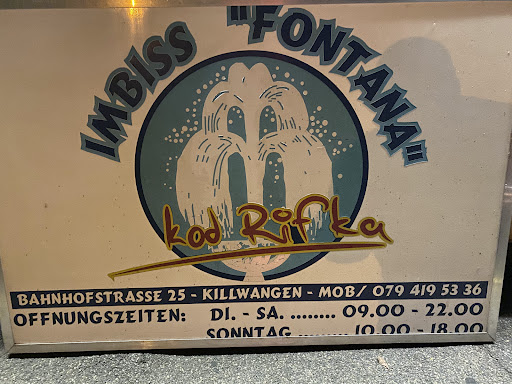 IMBISS "FONTANA"
kod Rifka
BAHNHOFSTRASSE 25 - KILLWANGEN - MOB/ 079 419 53 36
OFFNUNGSZEITEN: DI. - SA. ........ 09.00 - 22.00
SONNTAG ........ 10.00 - 18.00